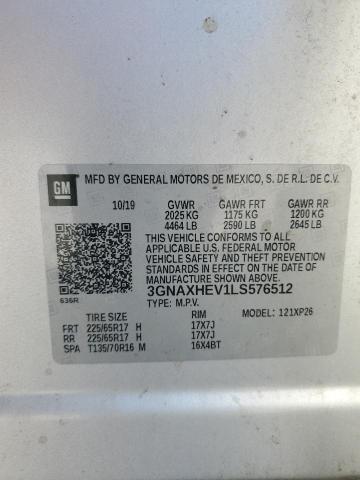 GM MFD BY GENERAL MOTORS DE MEXICO, S. DE R.L. DE C.V.
10/19 GVWR GAWR FRT GAWR RR
2025 KG 1175 KG 1200 KG
4464 LB 2590 LB 2645 LB
THIS VEHICLE CONFORMS TO ALL
APPLICABLE U.S. FEDERAL MOTOR
VEHICLE SAFETY AND THEFT
PREVENTION STANDARDS IN EFFECT
ON THE DATE OF MANUFACTURE
SHOWN ABOVE.
3GNAXHEV1LS576512
636R TYPE: M.P.V.
TIRE SIZE RIM MODEL: 121XP26
FRT 225/65R17 H 17X7J
RR 225/65R17 H 17X7J
SPA T135/70R16 M 16X4BT